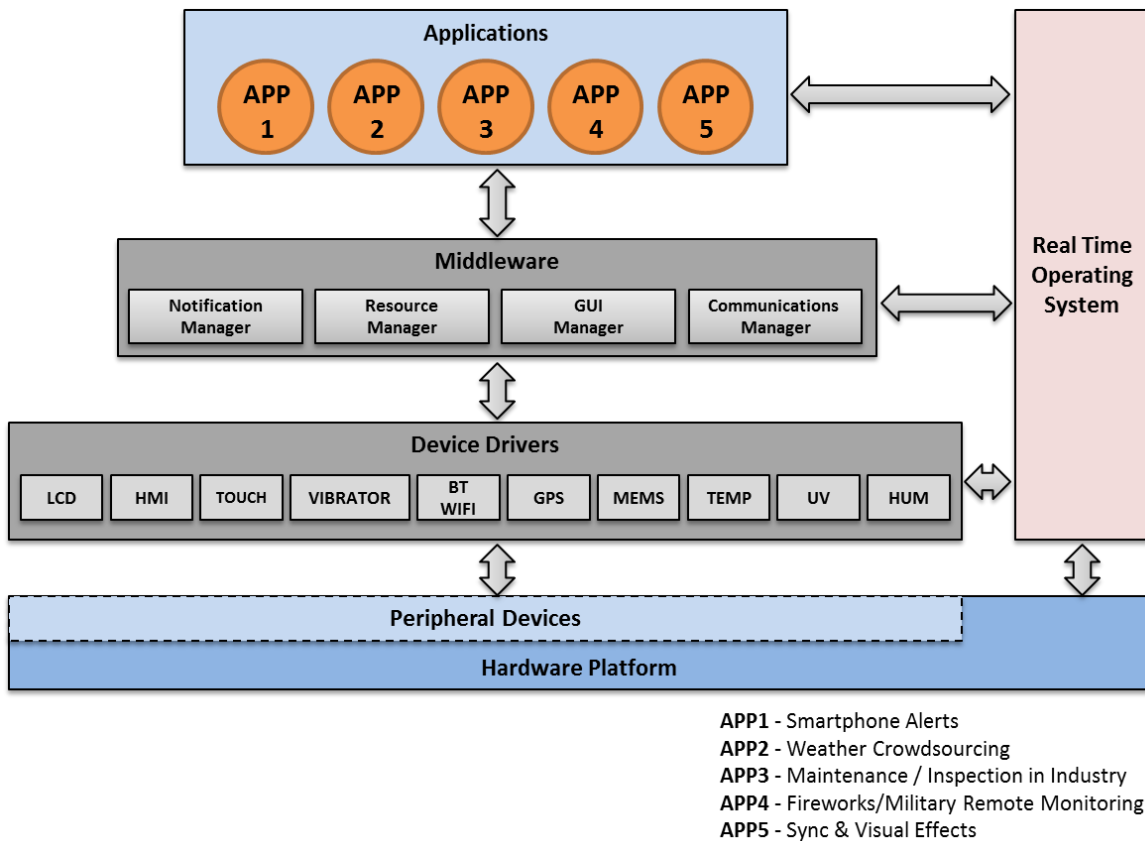 Applications
APP
1
APP
2
APP
3
APP
4
APP
5
Middleware
Notification
Manager
Resource
Manager
GUI
Manager
Communications
Manager
Real Time
Operating
System
Device Drivers
LCD
HMI
TOUCH
VIBRATOR
BT
WIFI
GPS
MEMS
TEMP
UV
HUM
Peripheral Devices
Hardware Platform
APP1 - Smartphone Alerts
APP2 - Weather Crowdsourcing
APP3 - Maintenance / Inspection in Industry
APP4 - Fireworks/Military Remote Monitoring
APP5 - Sync & Visual Effects